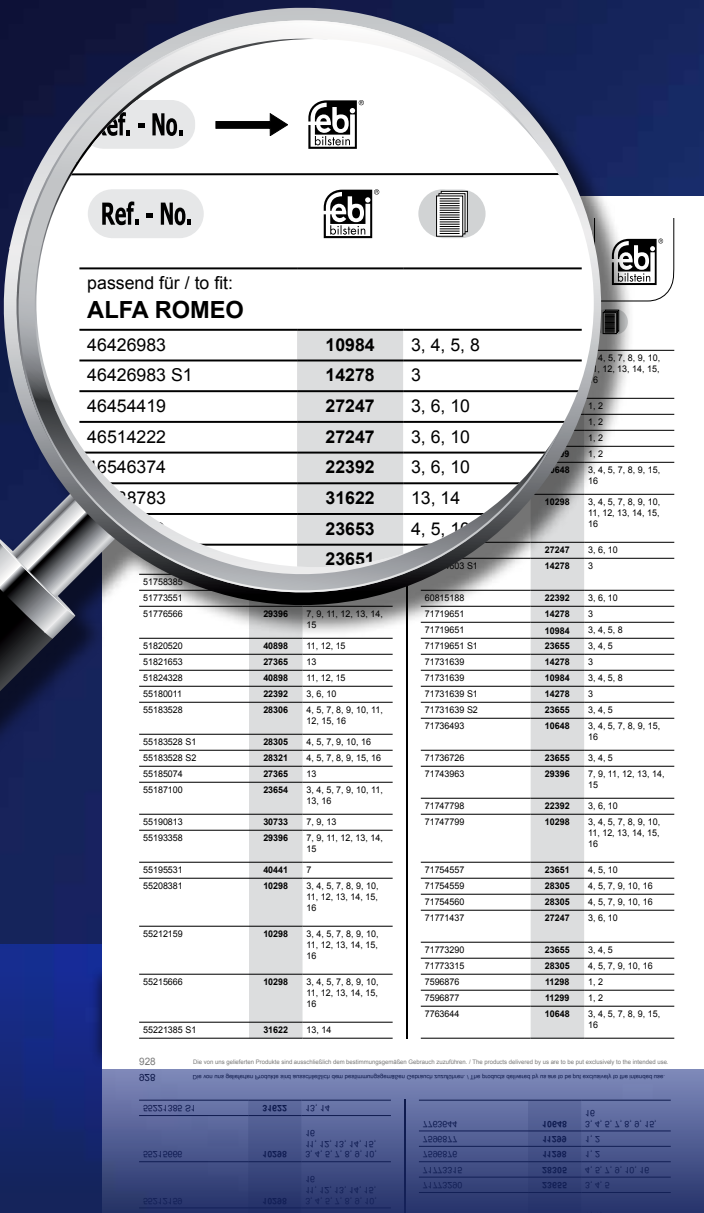 Ref. - No. febi®
bilstein
Ref. - No. febi®
bilstein
passend für / to fit:
ALFA ROMEO
46426983 10984 3, 4, 5, 8
46426983 S1 14278 3
46454419 27247 3, 6, 10
46514222 27247 3, 6, 10
46546374 22392 3, 6, 10
8783 31622 13, 14
23653 4, 5,
23651
51758385
51773551
51776566 29396 7, 9, 11, 12, 13, 14,
15
51820520 40898 11, 12, 15
51821653 27365 13
51824328 40898 11, 12, 15
55180011 22392 3, 6, 10
55183528 28306 4, 5, 7, 8, 9, 10, 11,
12, 15, 16
55183528 S1 28305 4, 5, 7, 9, 10, 16
55183528 S2 28321 4, 5, 7, 8, 9, 15, 16
55185074 27365 13
55187100 23654 3, 4, 5, 7, 9, 10, 11,
13, 16
55190813 30733 7, 9, 13
55193358 29396 7, 9, 11, 12, 13, 14,
15
55195531 40441 7
55208381 10298 3, 4, 5, 7, 8, 9, 10,
11, 12, 13, 14, 15,
16
55212159 10298 3, 4, 5, 7, 8, 9, 10,
11, 12, 13, 14, 15,
16
55215666 10298 3, 4, 5, 7, 8, 9, 10,
11, 12, 13, 14, 15,
16
55221385 S1 31622 13, 14
febi
bilstein
4, 5, 7, 8, 9, 10,
12, 13, 14, 15,
1, 2
1, 2
1, 2
1, 2
3, 4, 5, 7, 8, 9, 15,
16
10298 3, 4, 5, 7, 8, 9, 10,
11, 12, 13, 14, 15,
16
27247 3, 6, 10
S1 14278 3
60815188 22392 3, 6, 10
71719651 14278 3
71719651 10984 3, 4, 5, 8
71719651 S1 23655 3, 4, 5
71731639 14278 3
71731639 10984 3, 4, 5, 8
71731639 S1 14278 3
71731639 S2 23655 3, 4, 5
71736493 10648 3, 4, 5, 7, 8, 9, 15,
16
71736726 23655 3, 4, 5
71743963 29396 7, 9, 11, 12, 13, 14,
15
71747798 22392 3, 6, 10
71747799 10298 3, 4, 5, 7, 8, 9, 10,
11, 12, 13, 14, 15,
16
71754557 23651 4, 5, 10
71754559 28305 4, 5, 7, 9, 10, 16
71754560 28305 4, 5, 7, 9, 10, 16
71771437 27247 3, 6, 10
71773290 23655 3, 4, 5
71773315 28305 4, 5, 7, 9, 10, 16
7596876 11298 1, 2
7596877 11299 1, 2
7763644 10648 3, 4, 5, 7, 8, 9, 15,
16
928 Die von uns gelieferten Produkte sind ausschließlich dem bestimmungsgemäßen Gebrauch zuzuführen. / The products delivered by us are to be put exclusively to the intended use.